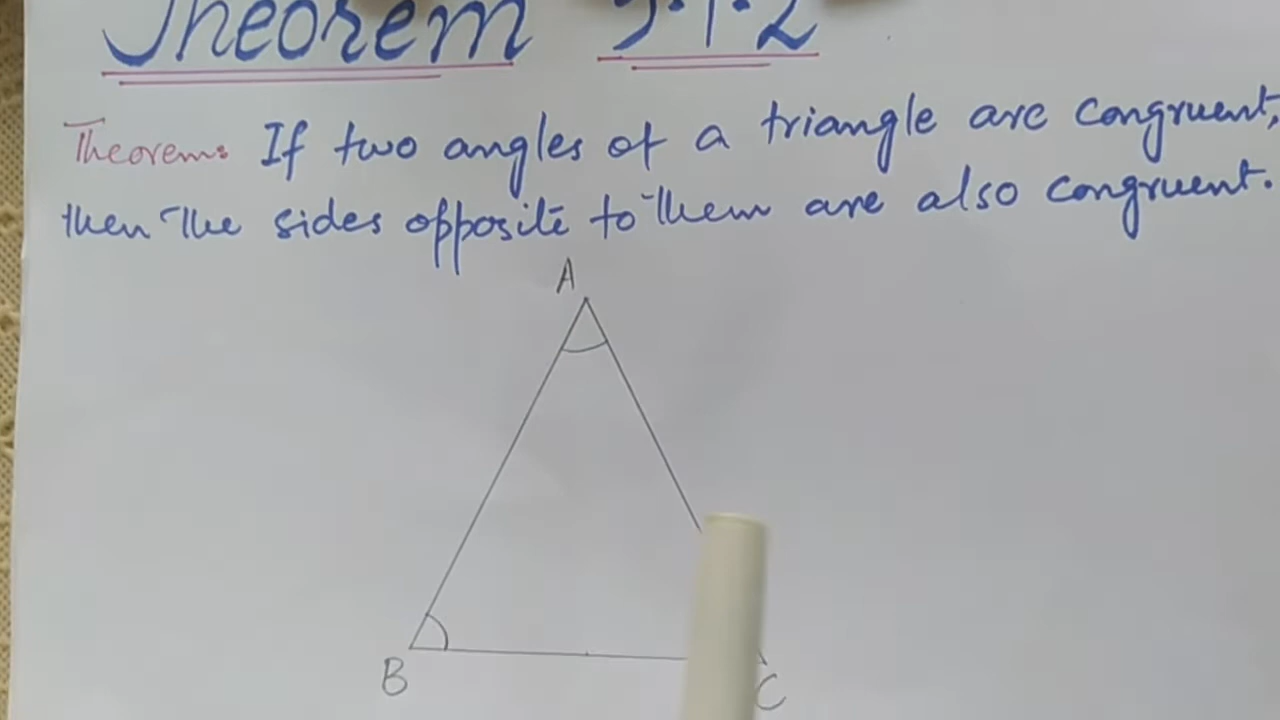 Theorem 9.1.2
Theorem. If two angles of a triangle are congruent,
then the sides opposite to them are also congruent.
A
B
C